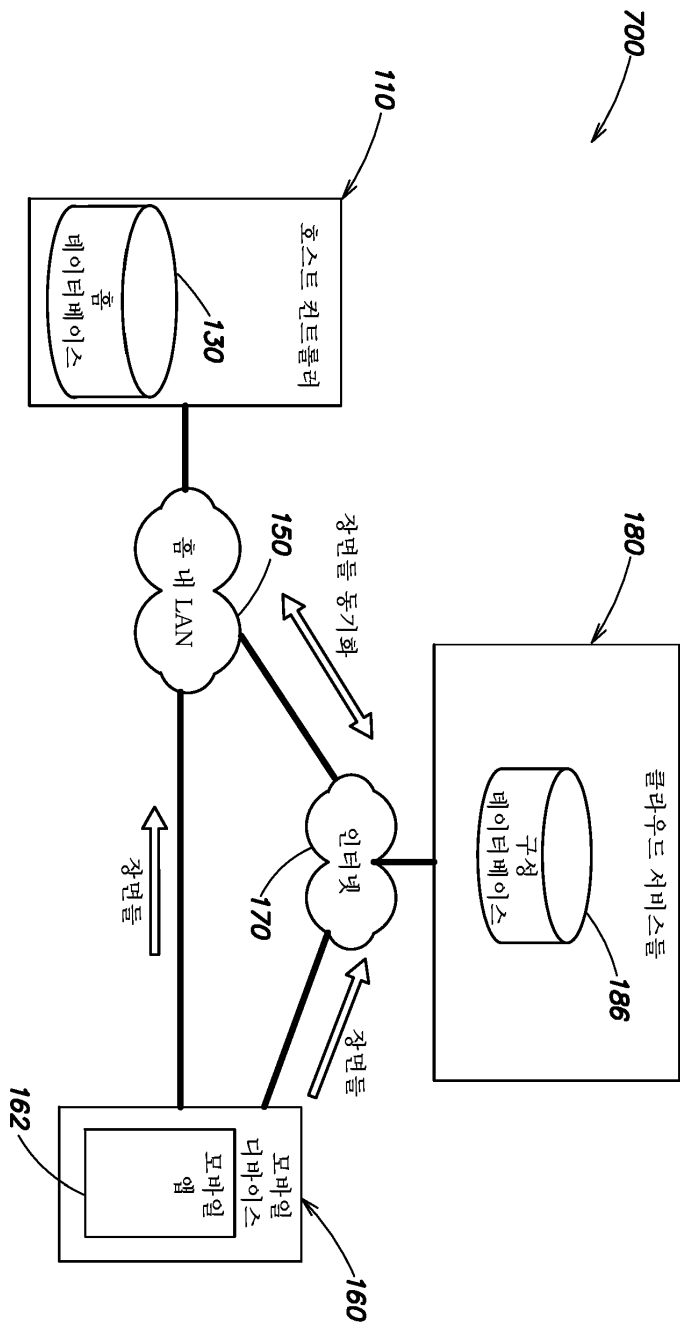 700
180
클라우드 서비스들
186
구성
데이터베이스
110
호스트 컨트롤러
130
홈
데이터베이스
장면들 동기화
150
홈 내 LAN
인터넷
170
장면들
장면들
160
모바일
디바이스
모바일
앱
162